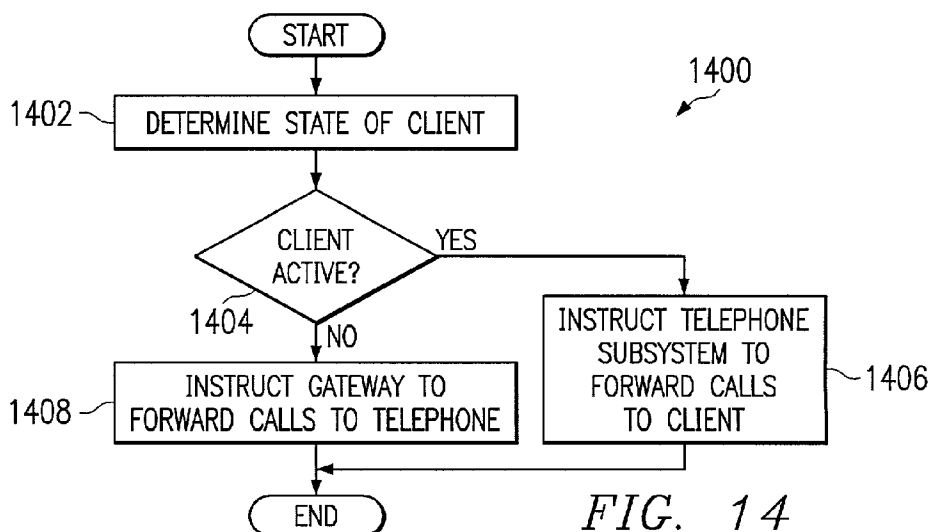 START
1400
1402
DETERMINE STATE OF CLIENT
CLIENT
ACTIVE?
YES
1404
NO
INSTRUCT TELEPHONE
SUBSYSTEM TO
FORWARD CALLS
TO CLIENT
1406
1408
INSTRUCT GATEWAY TO
FORWARD CALLS TO TELEPHONE
END
FIG. 14